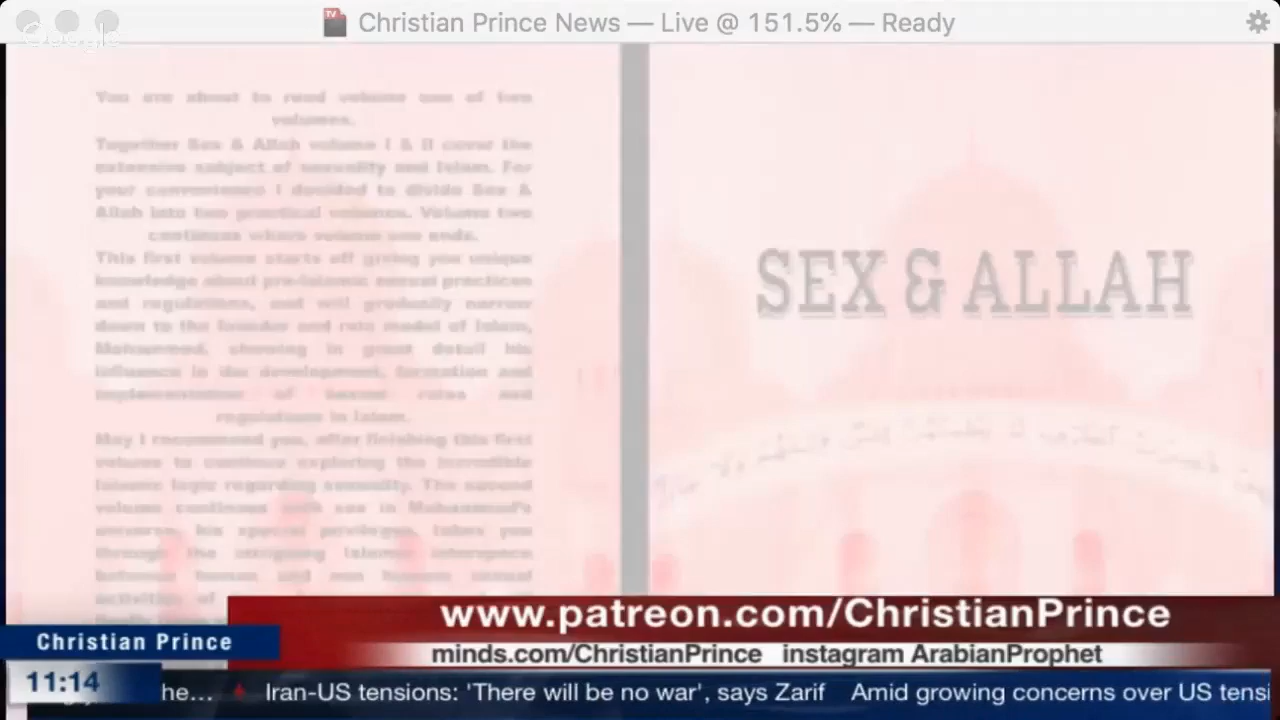 Christian Prince News — Live @ 151.5% — Ready
Google
You are about to read volume one of two
volumes.
Together Sex & Allah volume I & II cover the
extensive subject of sexuality and Islam. For
your convenience I decided to divide Sex &
Allah into two practical volumes. Volume two
continues where volume one ends.
This first volume starts off giving you unique
knowledge about pre-Islamic sexual practices
and regulations, and will gradually narrow
down to the founder and role model of Islam,
Mohammed, showing in great detail his
influence in the development, formation and
implementation of sexual rules and
regulations in Islam.
May I recommend you, after finishing this first
volume to continue exploring the incredible
Islamic logic regarding sexuality. The second
volume continues with sex in Mohammed's
universe, his special privileges, takes you
through the intriguing Islamic interspace
between human and non human sexual
activities of
SEX & ALLAH
www.patreon.com/ChristianPrince
Christian Prince
minds.com/ChristianPrince instagram ArabianProphet
11:14
he... Iran-US tensions: 'There will be no war', says Zarif Amid growing concerns over US tensi